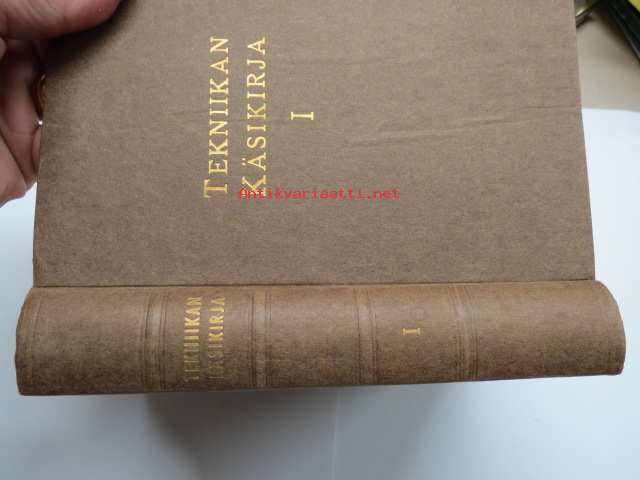 TEKNIIKAN
KÄSIKIRJA
I
Antikvariaatti.net
TEKNIIKAN
KÄSIKIRJA
I